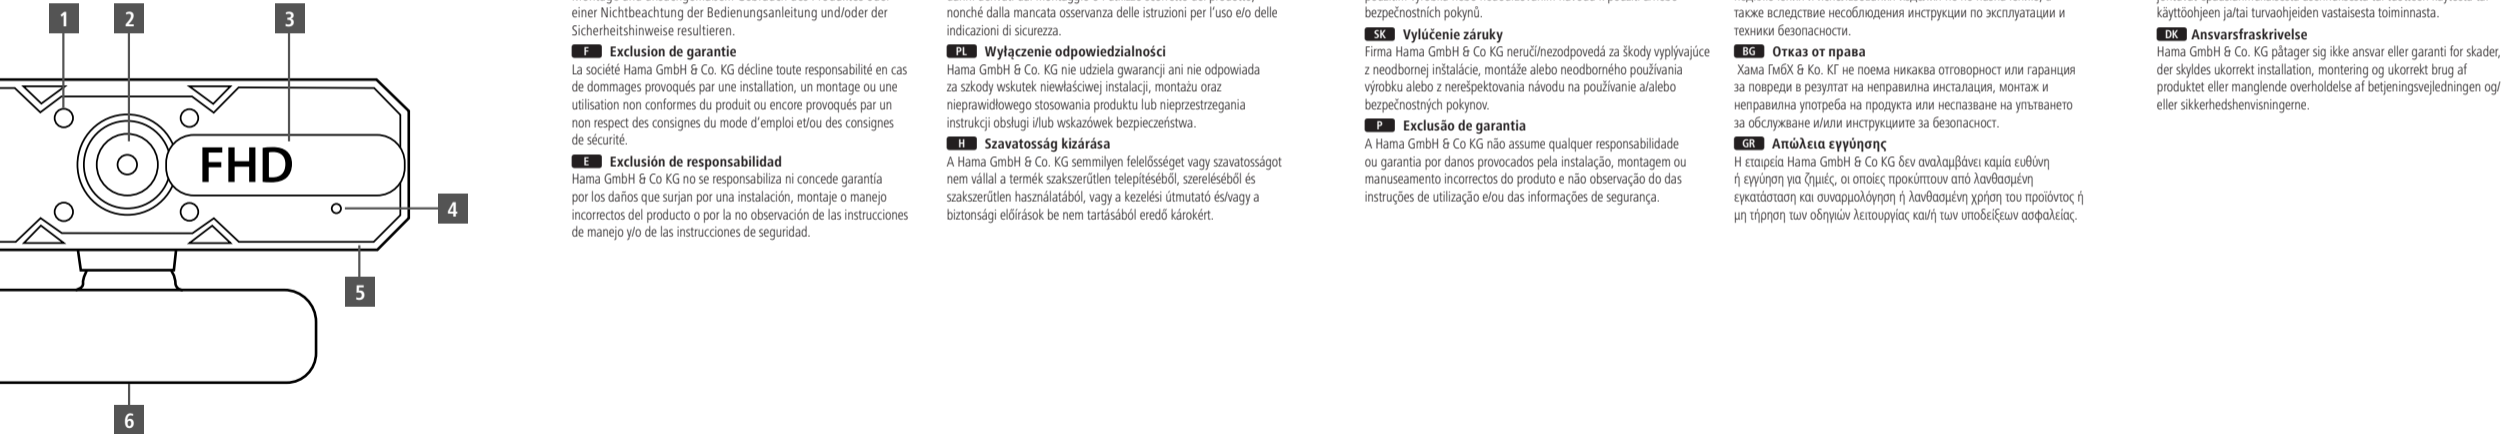 1
2
3
FHD
4
5
6
einer Nichtbeachtung der Bedienungsanleitung und/oder der
Sicherheitshinweise resultieren.
F Exclusion de garantie
La société Hama GmbH & Co. KG décline toute responsabilité en cas
de dommages provoqués par une installation, un montage ou une
utilisation non conformes du produit ou encore provoqués par un
non respect des consignes du mode d'emploi et/ou des consignes
de sécurité.
E Exclusión de responsabilidad
Hama GmbH & Co KG no se responsabiliza ni concede garantía
por los daños que surjan por una instalación, montaje o manejo
incorrectos del producto o por la no observación de las instrucciones
de manejo y/o de las instrucciones de seguridad.
nonché dalla mancata osservanza delle istruzioni per l'uso e/o delle
indicazioni di sicurezza.
PL Wyłączenie odpowiedzialności
Hama GmbH & Co. KG nie udziela gwarancji ani nie odpowiada
za szkody wskutek niewłaściwej instalacji, montażu oraz
nieprawidłowego stosowania produktu lub nieprzestrzegania
instrukcji obsługi i/lub wskazówek bezpieczeństwa.
H Szavatosság kizárása
A Hama GmbH & Co. KG semmilyen felelősséget vagy szavatosságot
nem vállal a termék szakszerűtlen telepítéséből, szereléséből és
szakszerűtlen használatából, vagy a kezelési útmutató és/vagy a
biztonsági előírások be nem tartásából eredő károkért.
bezpečnostních pokynů.
SK Vylúčenie záruky
Firma Hama GmbH & Co KG neručí/nezodpovedá za škody vyplývajúce
z neodbornej inštalácie, montáže alebo neodborného používania
výrobku alebo z nerešpektovania návodu na používanie a/alebo
bezpečnostných pokynov.
P Exclusão de garantia
A Hama GmbH & Co KG não assume qualquer responsabilidade
ou garantia por danos provocados pela instalação, montagem ou
manuseamento incorrectos do produto e não observação do das
instruções de utilização e/ou das informações de segurança.
также вследствие несоблюдения инструкции по эксплуатации и
техники безопасности.
BG Отказ от права
Хама ГмбХ & Ко. КГ не поема никаква отговорност или гаранция
за повреди в резултат на неправилна инсталация, монтаж и
неправилна употреба на продукта или неспазване на упътването
за обслужване и/или инструкциите за безопасност.
GR Απώλεια εγγύησης
Η εταιρεία Hama GmbH & Co KG δεν αναλαμβάνει καμία ευθύνη
ή εγγύηση για ζημιές, οι οποίες προκύπτουν από λανθασμένη
εγκατάσταση και συναρμολόγηση ή λανθασμένη χρήση του προϊόντος ή
μη τήρηση των οδηγιών λειτουργίας και/ή των υποδείξεων ασφαλείας.
käyttöohjeen ja/tai turvaohjeiden vastaisesta toiminnasta.
DK Ansvarsfraskrivelse
Hama GmbH & Co. KG påtager sig ikke ansvar eller garanti for skader,
der skyldes ukorrekt installation, montering og ukorrekt brug af
produktet eller manglende overholdelse af betjeningsvejledningen og/
eller sikkerhedshenvisningerne.